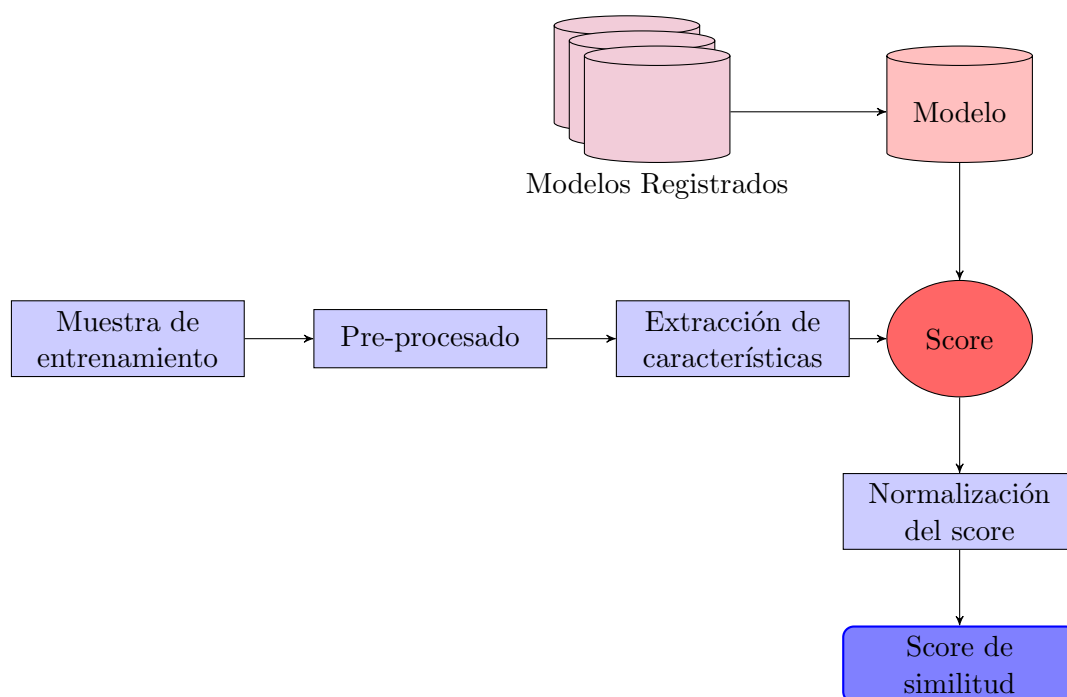 Modelo
Modelos Registrados
Muestra de
entrenamiento
Pre-procesado
Extracción de
características
Score
Normalización
del score
Score de
similitud